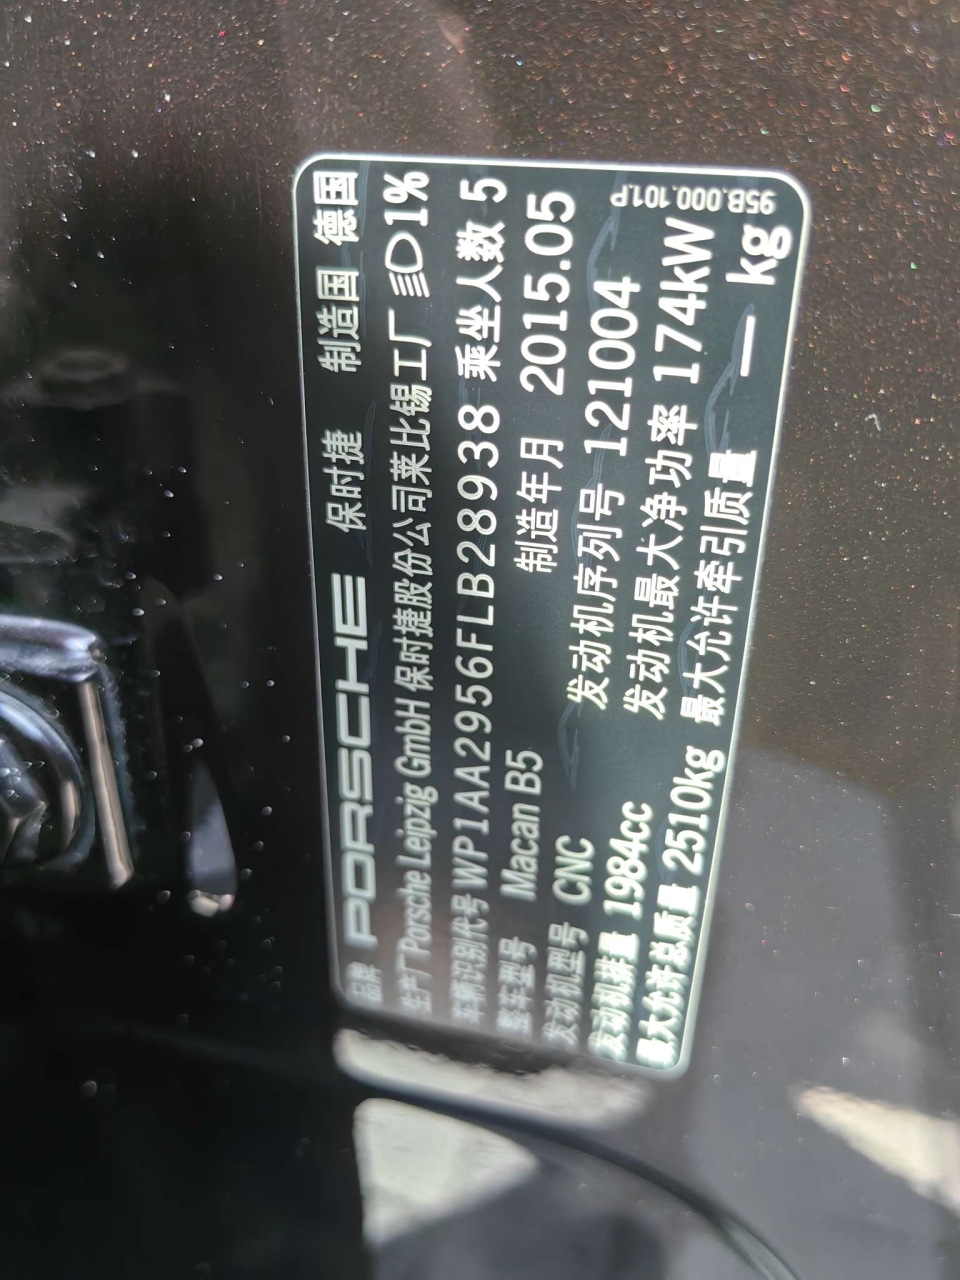 品牌 PORSCHE 保时捷 制造国 德国
生产厂 Porsche Leipzig GmbH 保时捷股份公司莱比锡工厂 1%
车辆识别代号 WP1AA2956FLB28938 乘坐人数 5
整车型号 Macan B5 制造年月 2015.05
发动机型号 CNC 发动机序列号 121004
发动机排量 1984cc 发动机最大净功率 174kW
最大允许总质量 2510kg 最大允许牵引质量 — kg
95B.000.101.P